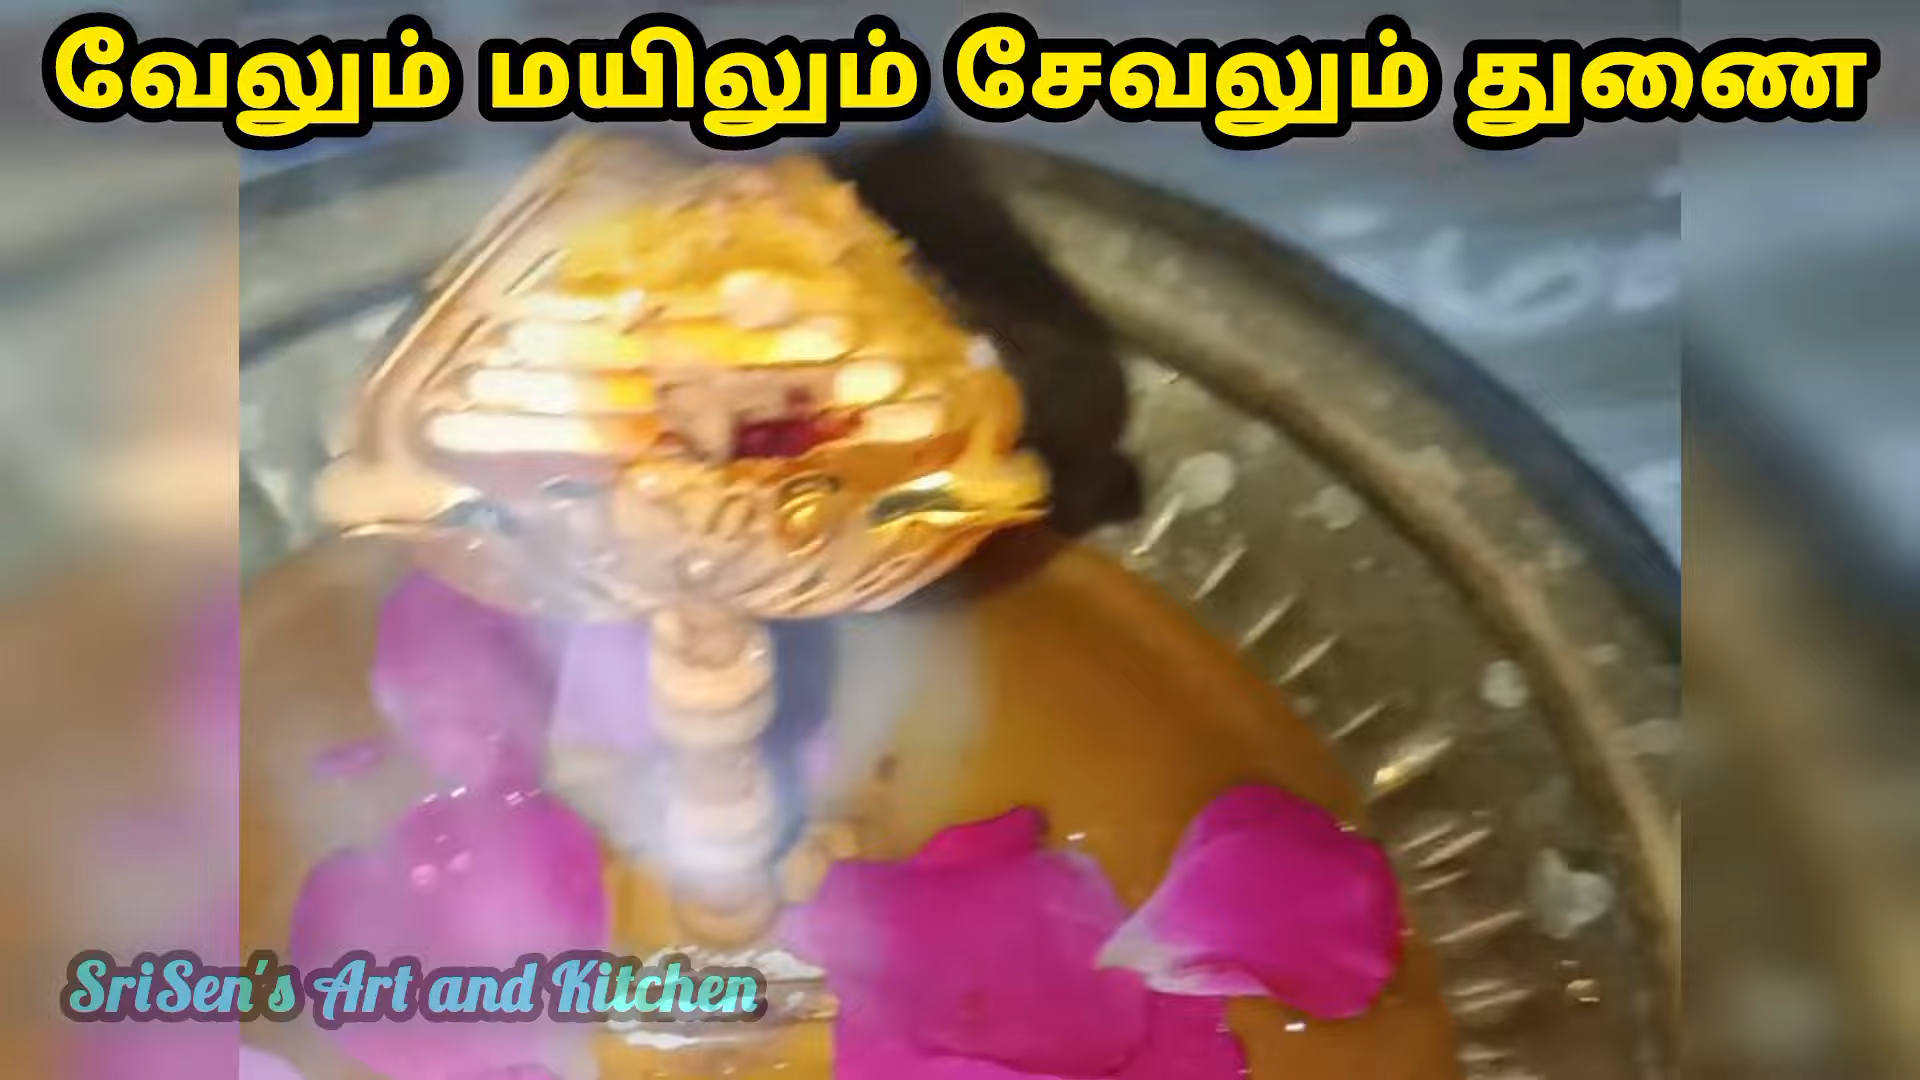 வேலும் மயிலும் சேவலும் துணை
SriSen's Art and Kitchen